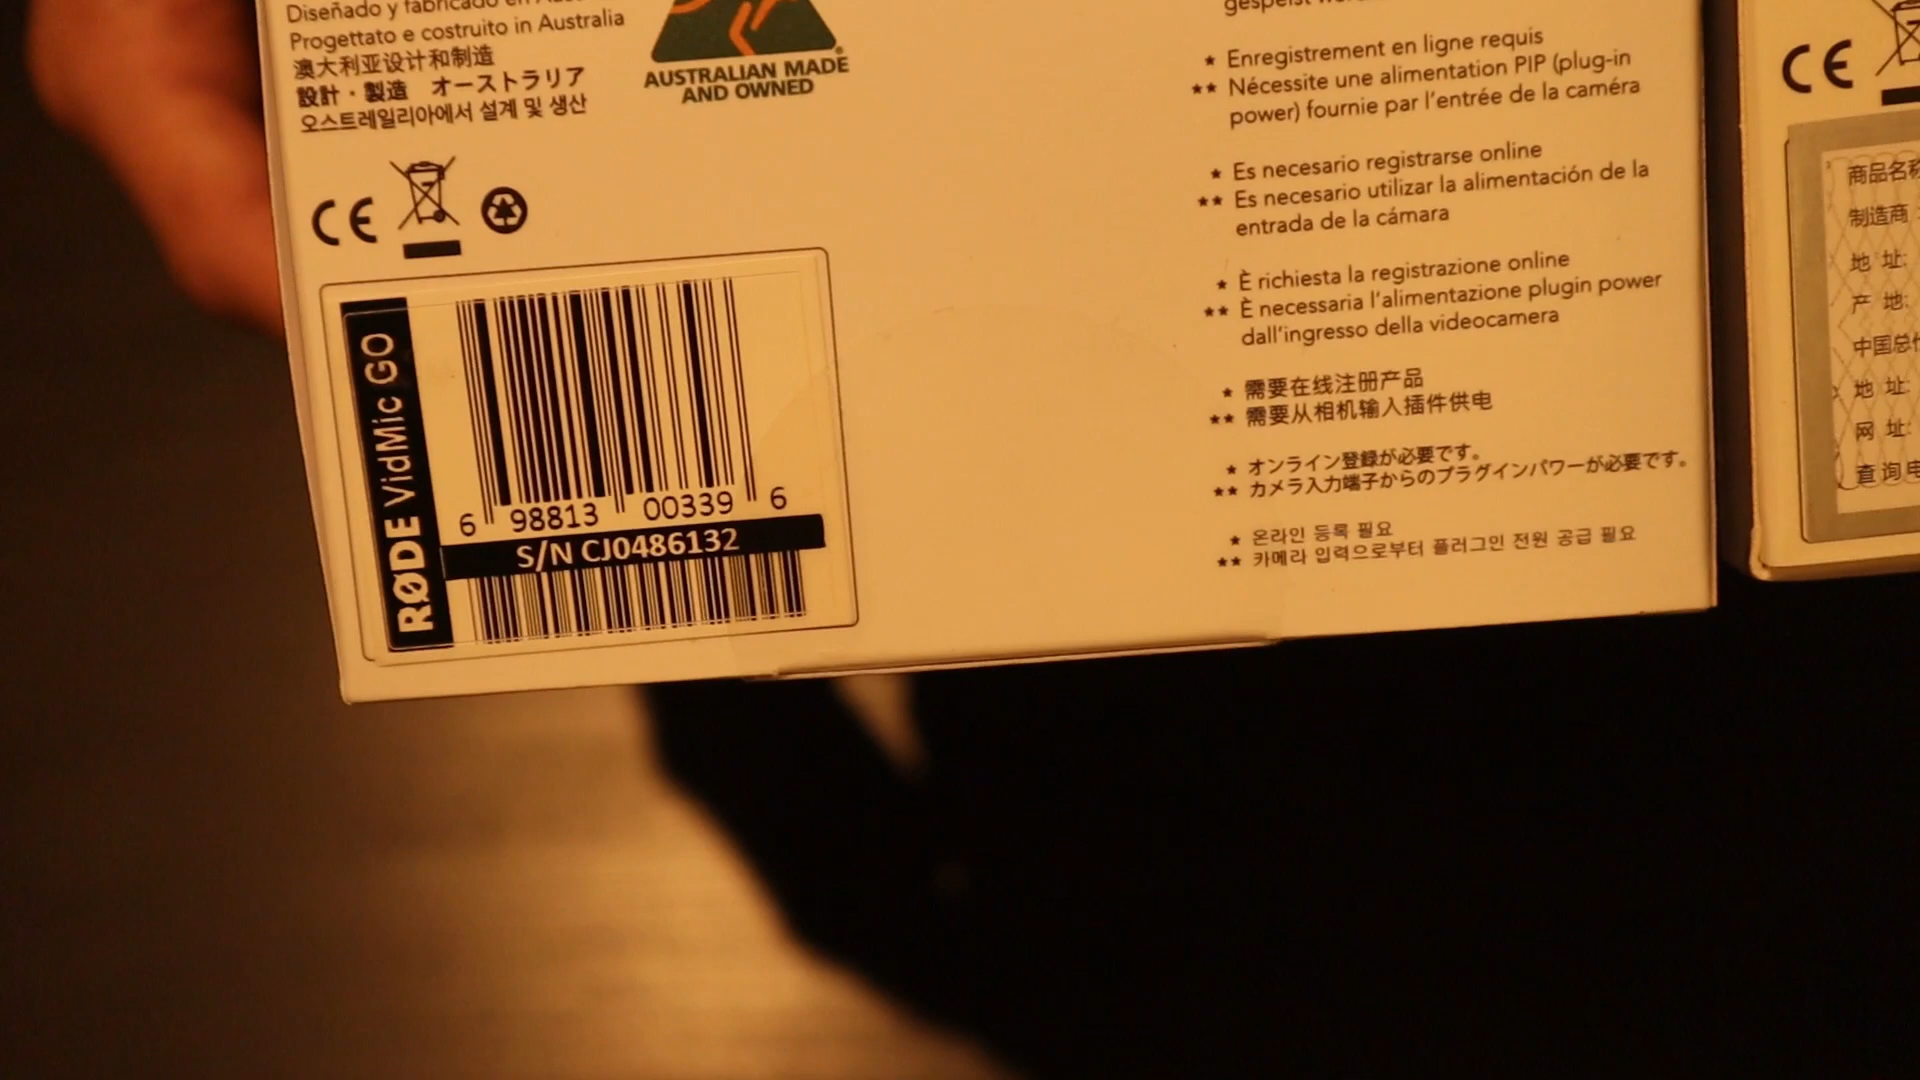 Diseñado y fabricado en
Progettato e costruito in Australia
澳大利亚设计和制造
設計・製造 オーストラリア
오스트레일리아에서 설계 및 생산
AUSTRALIAN MADE
AND OWNED
CE
RØDE VidMic GO
6 98813 00339 6
S/N CJ0486132
gespeist
★ Enregistrement en ligne requis
★★ Nécessite une alimentation PIP (plug-in
power) fournie par l'entrée de la caméra
★ Es necesario registrarse online
★★ Es necesario utilizar la alimentación de la
entrada de la cámara
★ È richiesta la registrazione online
★★ È necessaria l'alimentazione plugin power
dall'ingresso della videocamera
★ 需要在线注册产品
★★ 需要从相机输入插件供电
★ オンライン登録が必要です。
★★ カメラ入力端子からのプラグインパワーが必要です。
★ 온라인 등록 필요
★★ 카메라 입력으로부터 플러그인 전원 공급 필요
CE
商品名称
制造商
地 址:
产 地:
中国总
地 址:
网 址:
查询电